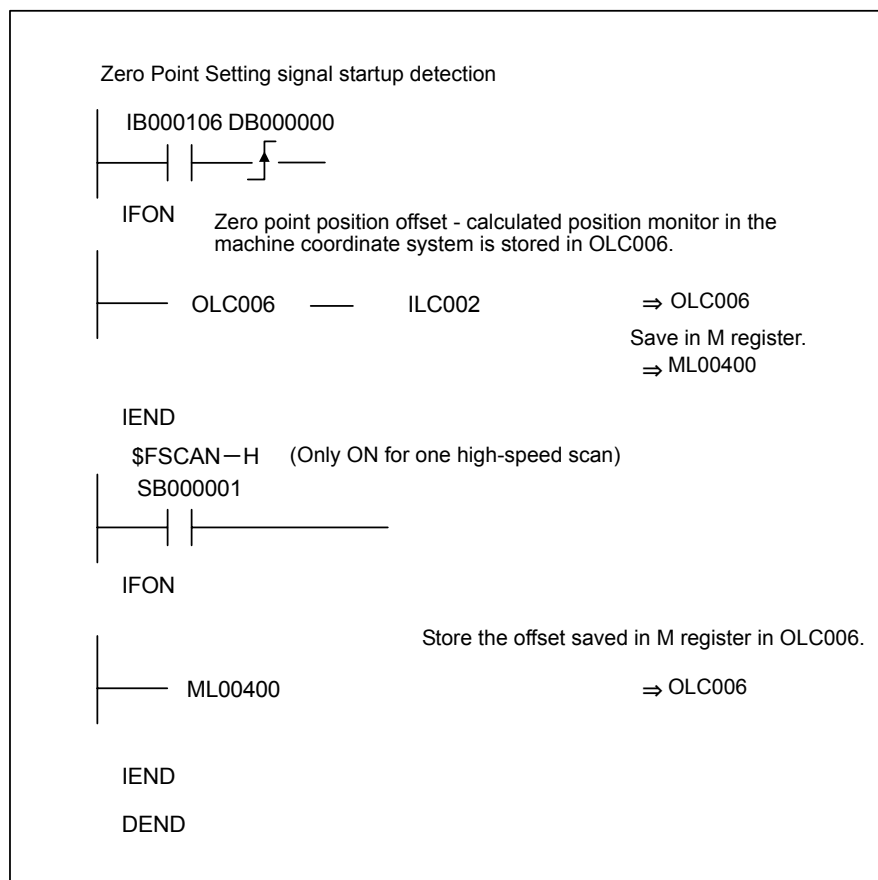 Zero Point Setting signal startup detection
IB000106 DB000000
IFON
Zero point position offset - calculated position monitor in the
machine coordinate system is stored in OLC006.
OLC006 — ILC002 ⇒ OLC006
Save in M register.
⇒ ML00400
IEND
$FSCAN－H (Only ON for one high-speed scan)
SB000001
IFON
Store the offset saved in M register in OLC006.
ML00400 ⇒ OLC006
IEND
DEND